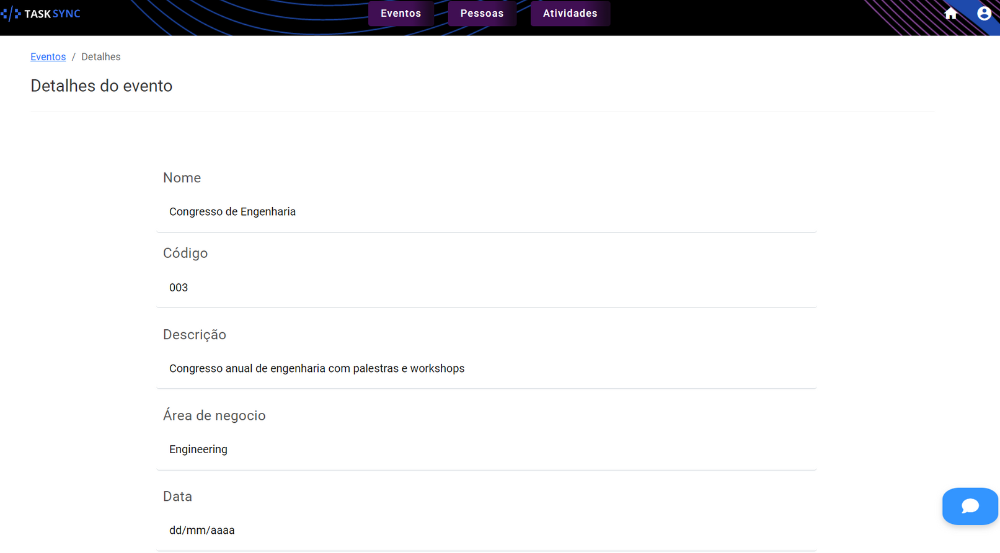 TASK SYNC
Eventos Pessoas Atividades
Eventos / Detalhes
Detalhes do evento
Nome
Congresso de Engenharia
Código
003
Descrição
Congresso anual de engenharia com palestras e workshops
Área de negocio
Engineering
Data
dd/mm/aaaa